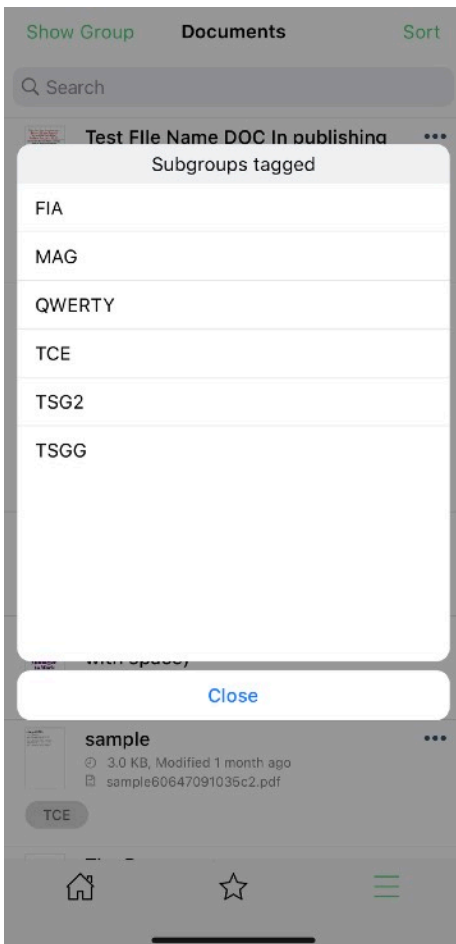 Show Group Documents Sort
Search
Test FIle Name DOC In publishing
Subgroups tagged
FIA
MAG
QWERTY
TCE
TSG2
TSGG
with space)
Close
sample
3.0 KB, Modified 1 month ago
sample60647091036c2.pdf
TCE